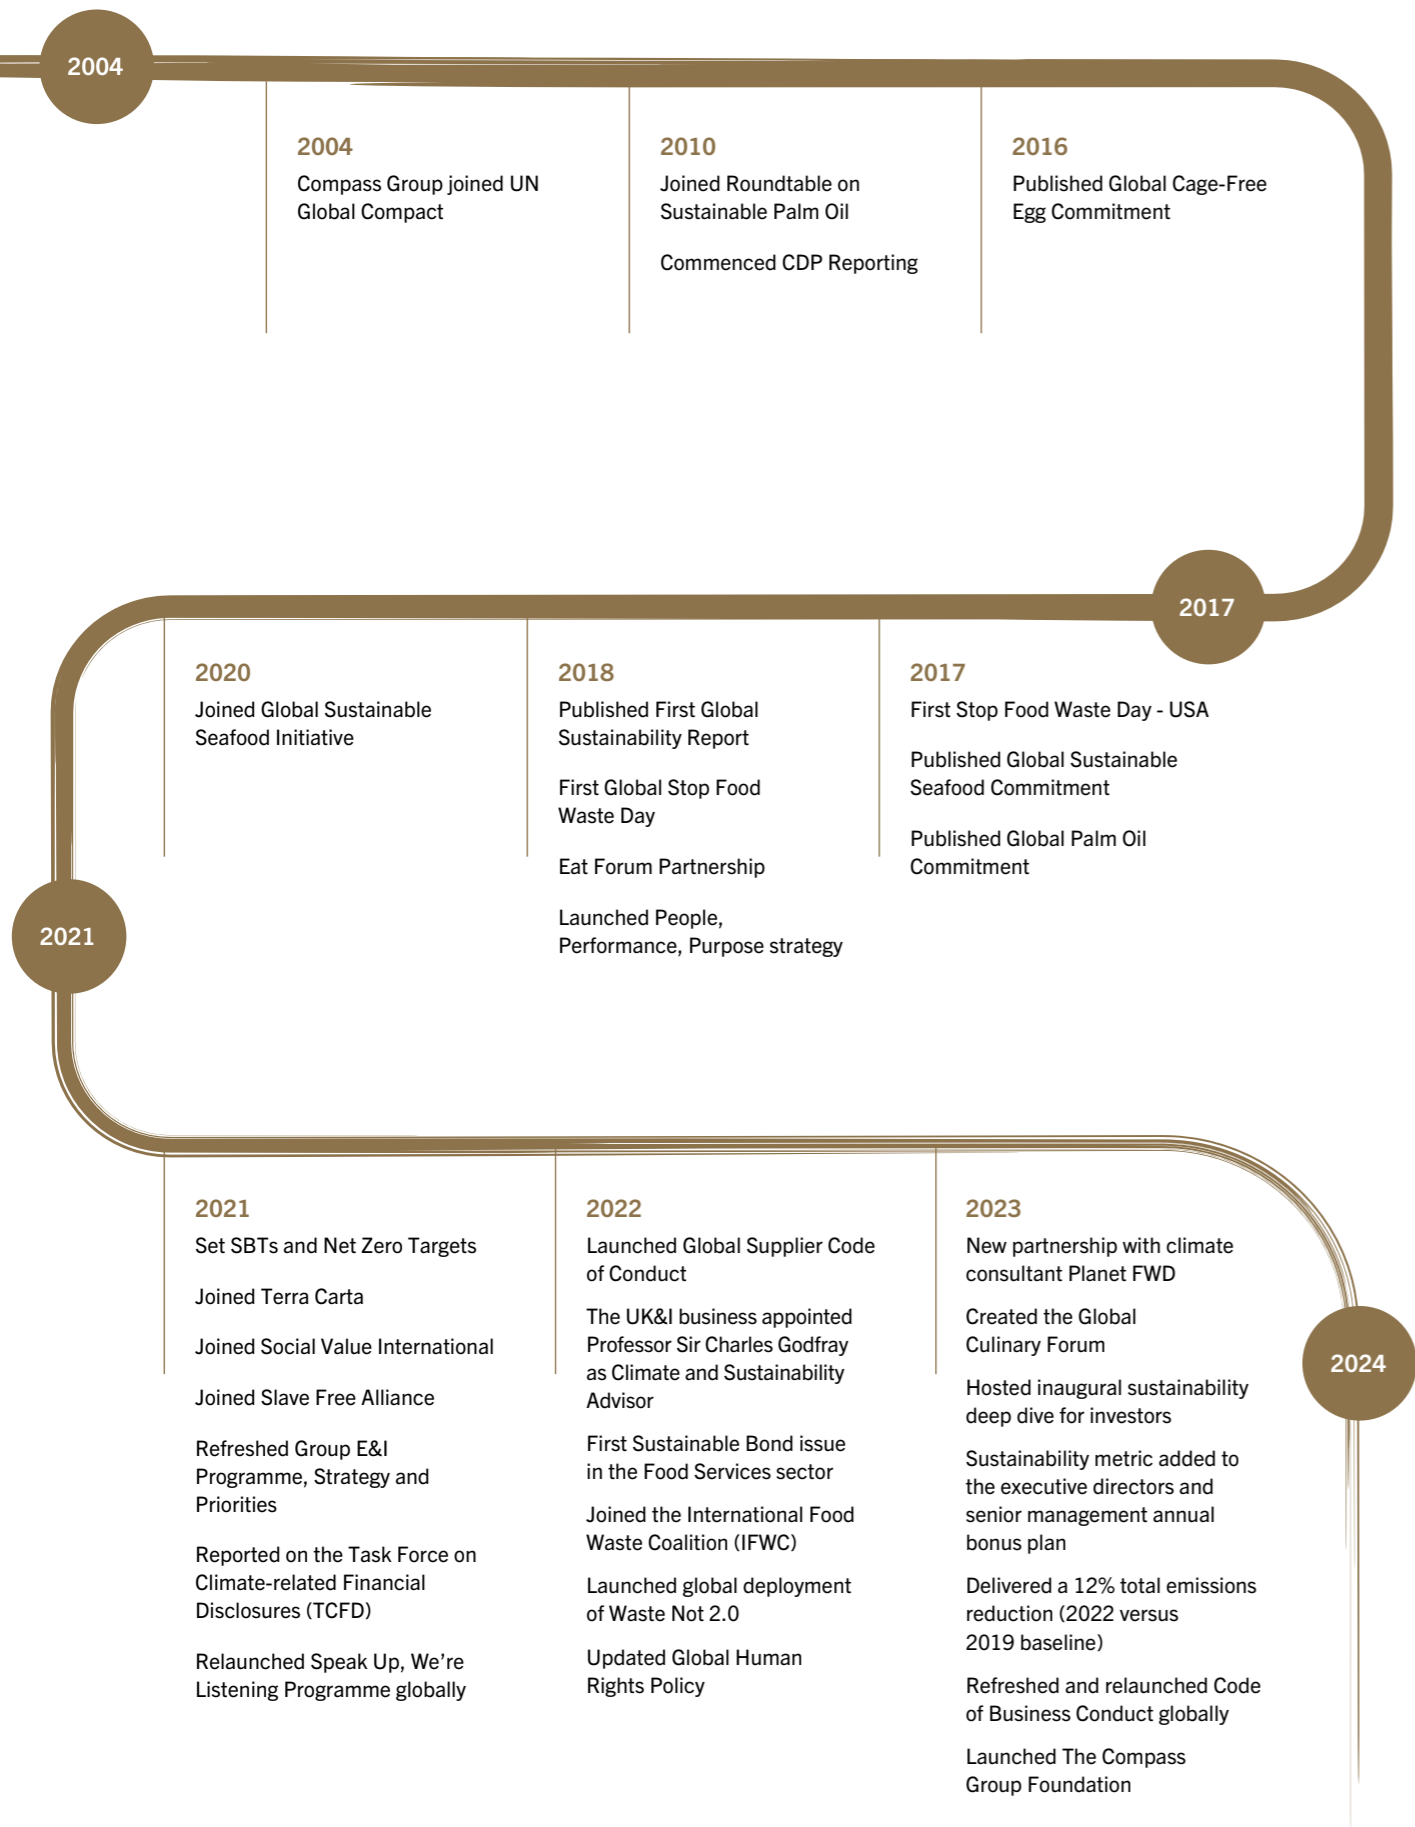 2004
2004
Compass Group joined UN
Global Compact
2010
Joined Roundtable on
Sustainable Palm Oil
Commenced CDP Reporting
2016
Published Global Cage-Free
Egg Commitment
2017
2017
First Stop Food Waste Day - USA
Published Global Sustainable
Seafood Commitment
Published Global Palm Oil
Commitment
2018
Published First Global
Sustainability Report
First Global Stop Food
Waste Day
Eat Forum Partnership
Launched People,
Performance, Purpose strategy
2020
Joined Global Sustainable
Seafood Initiative
2021
2021
Set SBTs and Net Zero Targets
Joined Terra Carta
Joined Social Value International
Joined Slave Free Alliance
Refreshed Group E&I
Programme, Strategy and
Priorities
Reported on the Task Force on
Climate-related Financial
Disclosures (TCFD)
Relaunched Speak Up, We’re
Listening Programme globally
2022
Launched Global Supplier Code
of Conduct
The UK&I business appointed
Professor Sir Charles Godfray
as Climate and Sustainability
Advisor
First Sustainable Bond issue
in the Food Services sector
Joined the International Food
Waste Coalition (IFWC)
Launched global deployment
of Waste Not 2.0
Updated Global Human
Rights Policy
2023
New partnership with climate
consultant Planet FWD
Created the Global
Culinary Forum
Hosted inaugural sustainability
deep dive for investors
Sustainability metric added to
the executive directors and
senior management annual
bonus plan
Delivered a 12% total emissions
reduction (2022 versus
2019 baseline)
Refreshed and relaunched Code
of Business Conduct globally
Launched The Compass
Group Foundation
2024